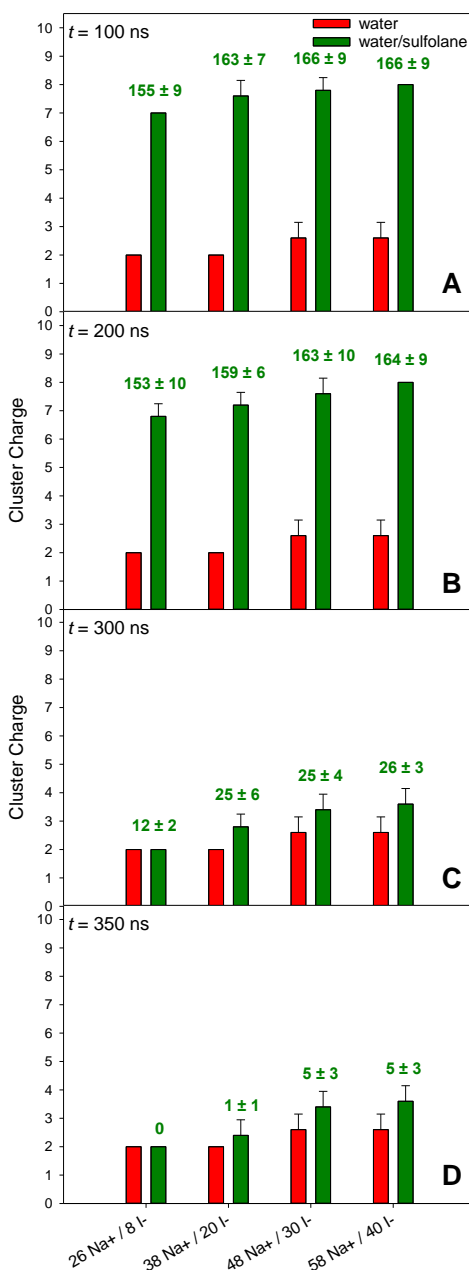 10
t = 100 ns
water
water/sulfolane
9
163 ± 7
166 ± 9
166 ± 9
155 ± 9
8
7
6
5
4
3
2
1
A
0
10
t = 200 ns
9
153 ± 10
159 ± 6
163 ± 10
164 ± 9
8
7
6
5
4
3
2
1
B
0
Cluster Charge
10
t = 300 ns
9
8
7
6
5
4
12 ± 2
25 ± 6
25 ± 4
26 ± 3
3
2
1
C
0
Cluster Charge
10
t = 350 ns
9
8
7
6
5
4
0
1 ± 1
5 ± 3
5 ± 3
3
2
1
D
0
26 Na+ / 8 I-
38 Na+ / 20 I-
48 Na+ / 30 I-
58 Na+ / 40 I-